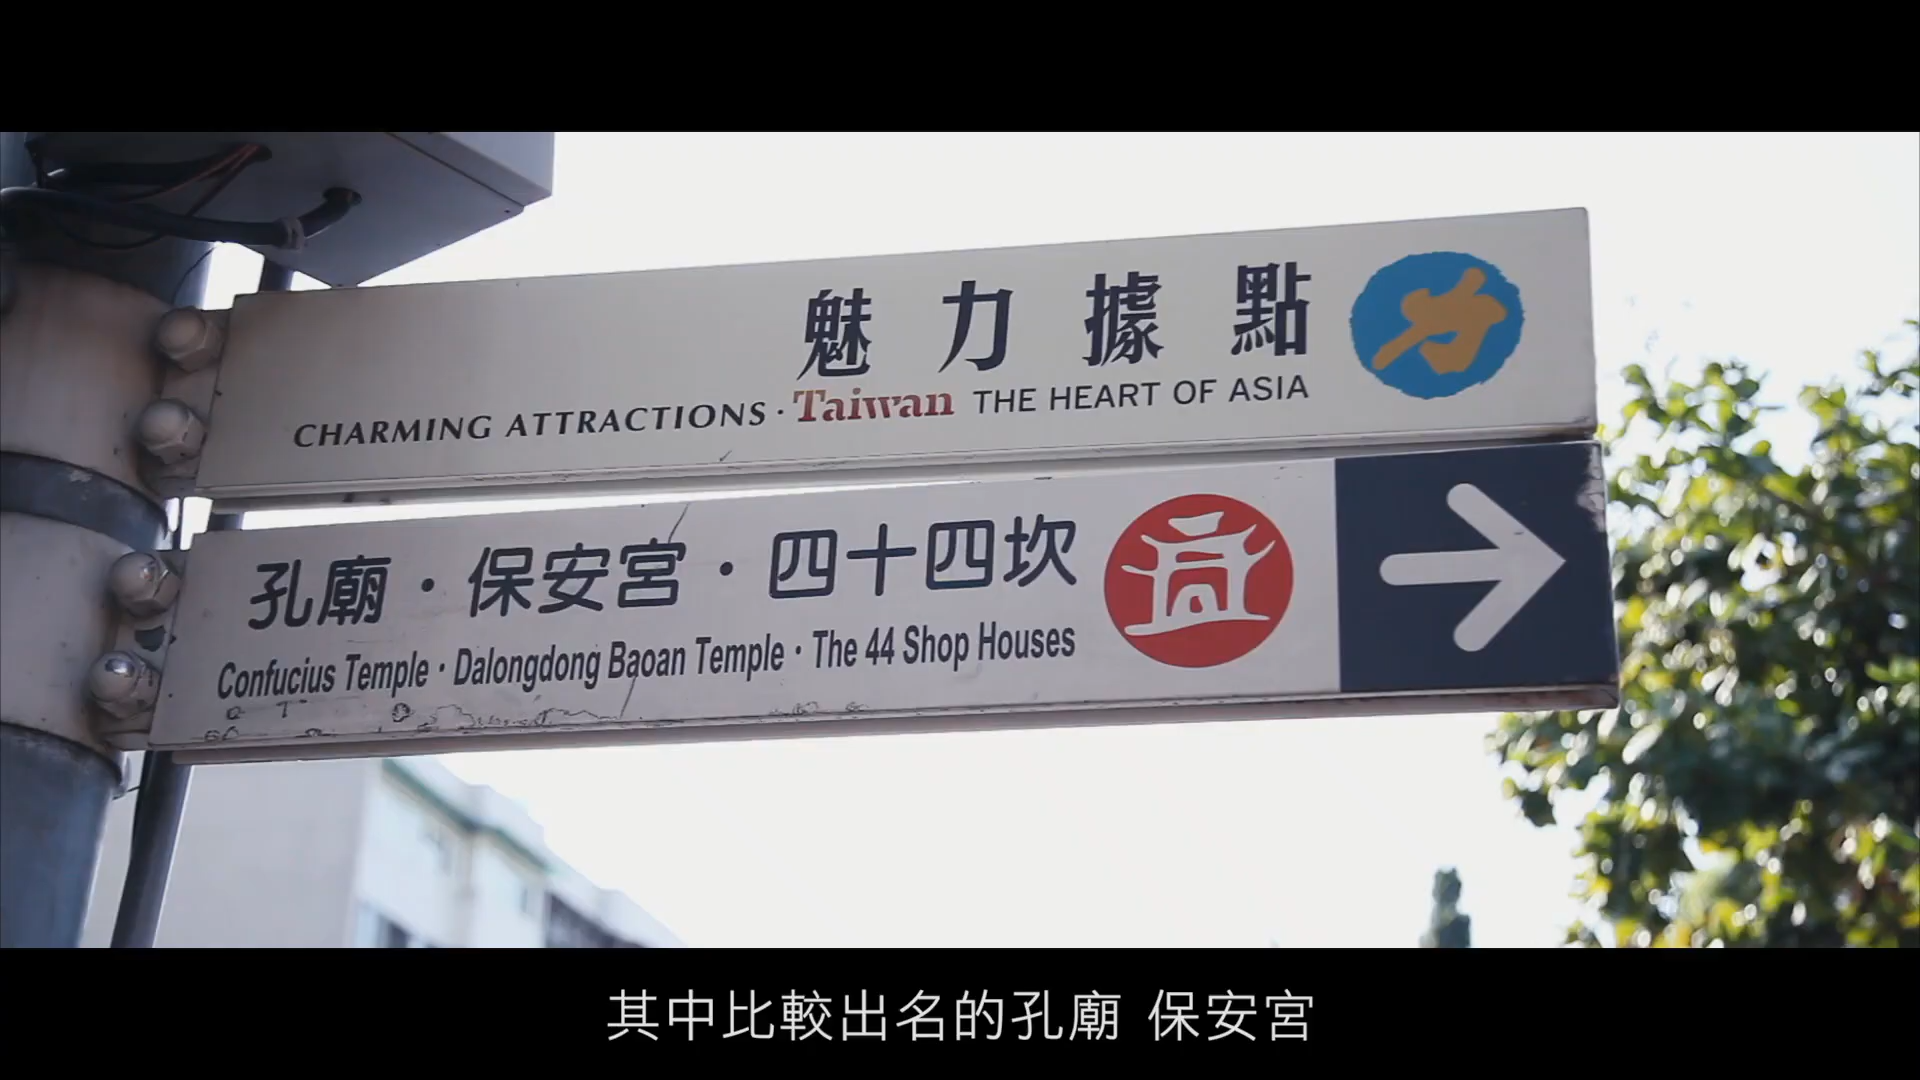 魅力據點
CHARMING ATTRACTIONS · Taiwan THE HEART OF ASIA
孔廟·保安宮·四十四坎
Confucius Temple · Dalongdong Baoan Temple · The 44 Shop Houses
其中比較出名的孔廟 保安宮